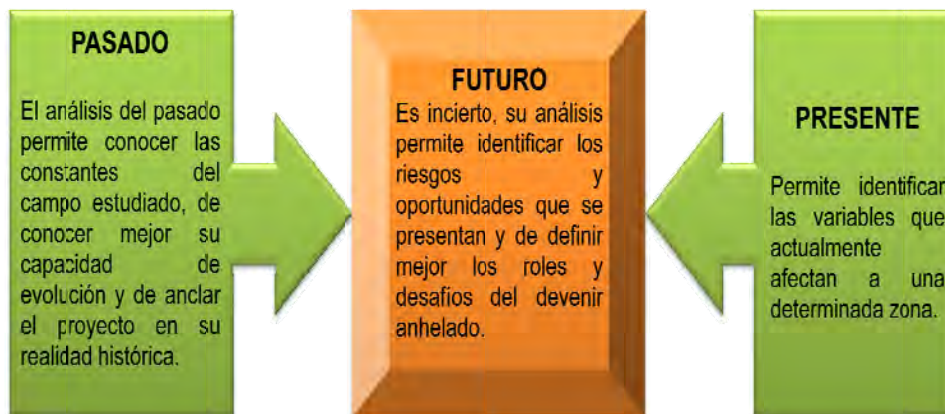 PASADO
El análisis del pasado
permite conocer las
constantes del
campo estudiado, de
conocer mejor su
capacidad de
evolución y de anclar
el proyecto en su
realidad histórica.
FUTURO
Es incierto, su análisis
permite identificar los
riesgos y
oportunidades que se
presentan y de definir
mejor los roles y
desafíos del devenir
anhelado.
PRESENTE
Permite identificar
las variables que
actualmente
afectan a una
determinada zona.